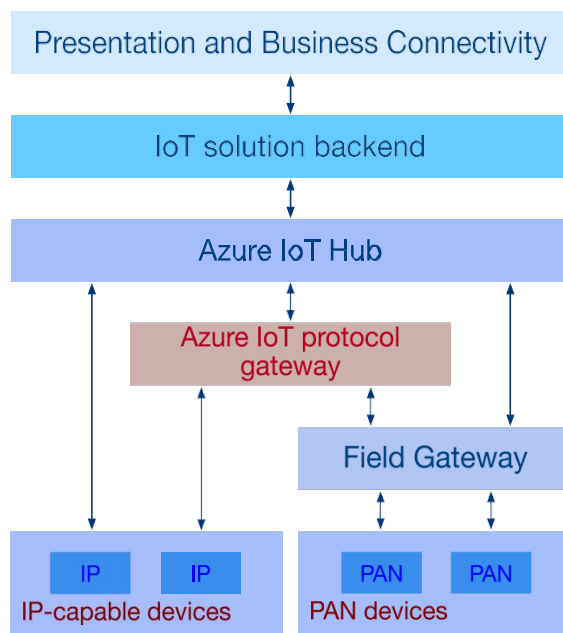 Presentation and Business Connectivity
IoT solution backend
Azure IoT Hub
Azure IoT protocol
gateway
Field Gateway
IP
IP
IP-capable devices
PAN
PAN
PAN devices